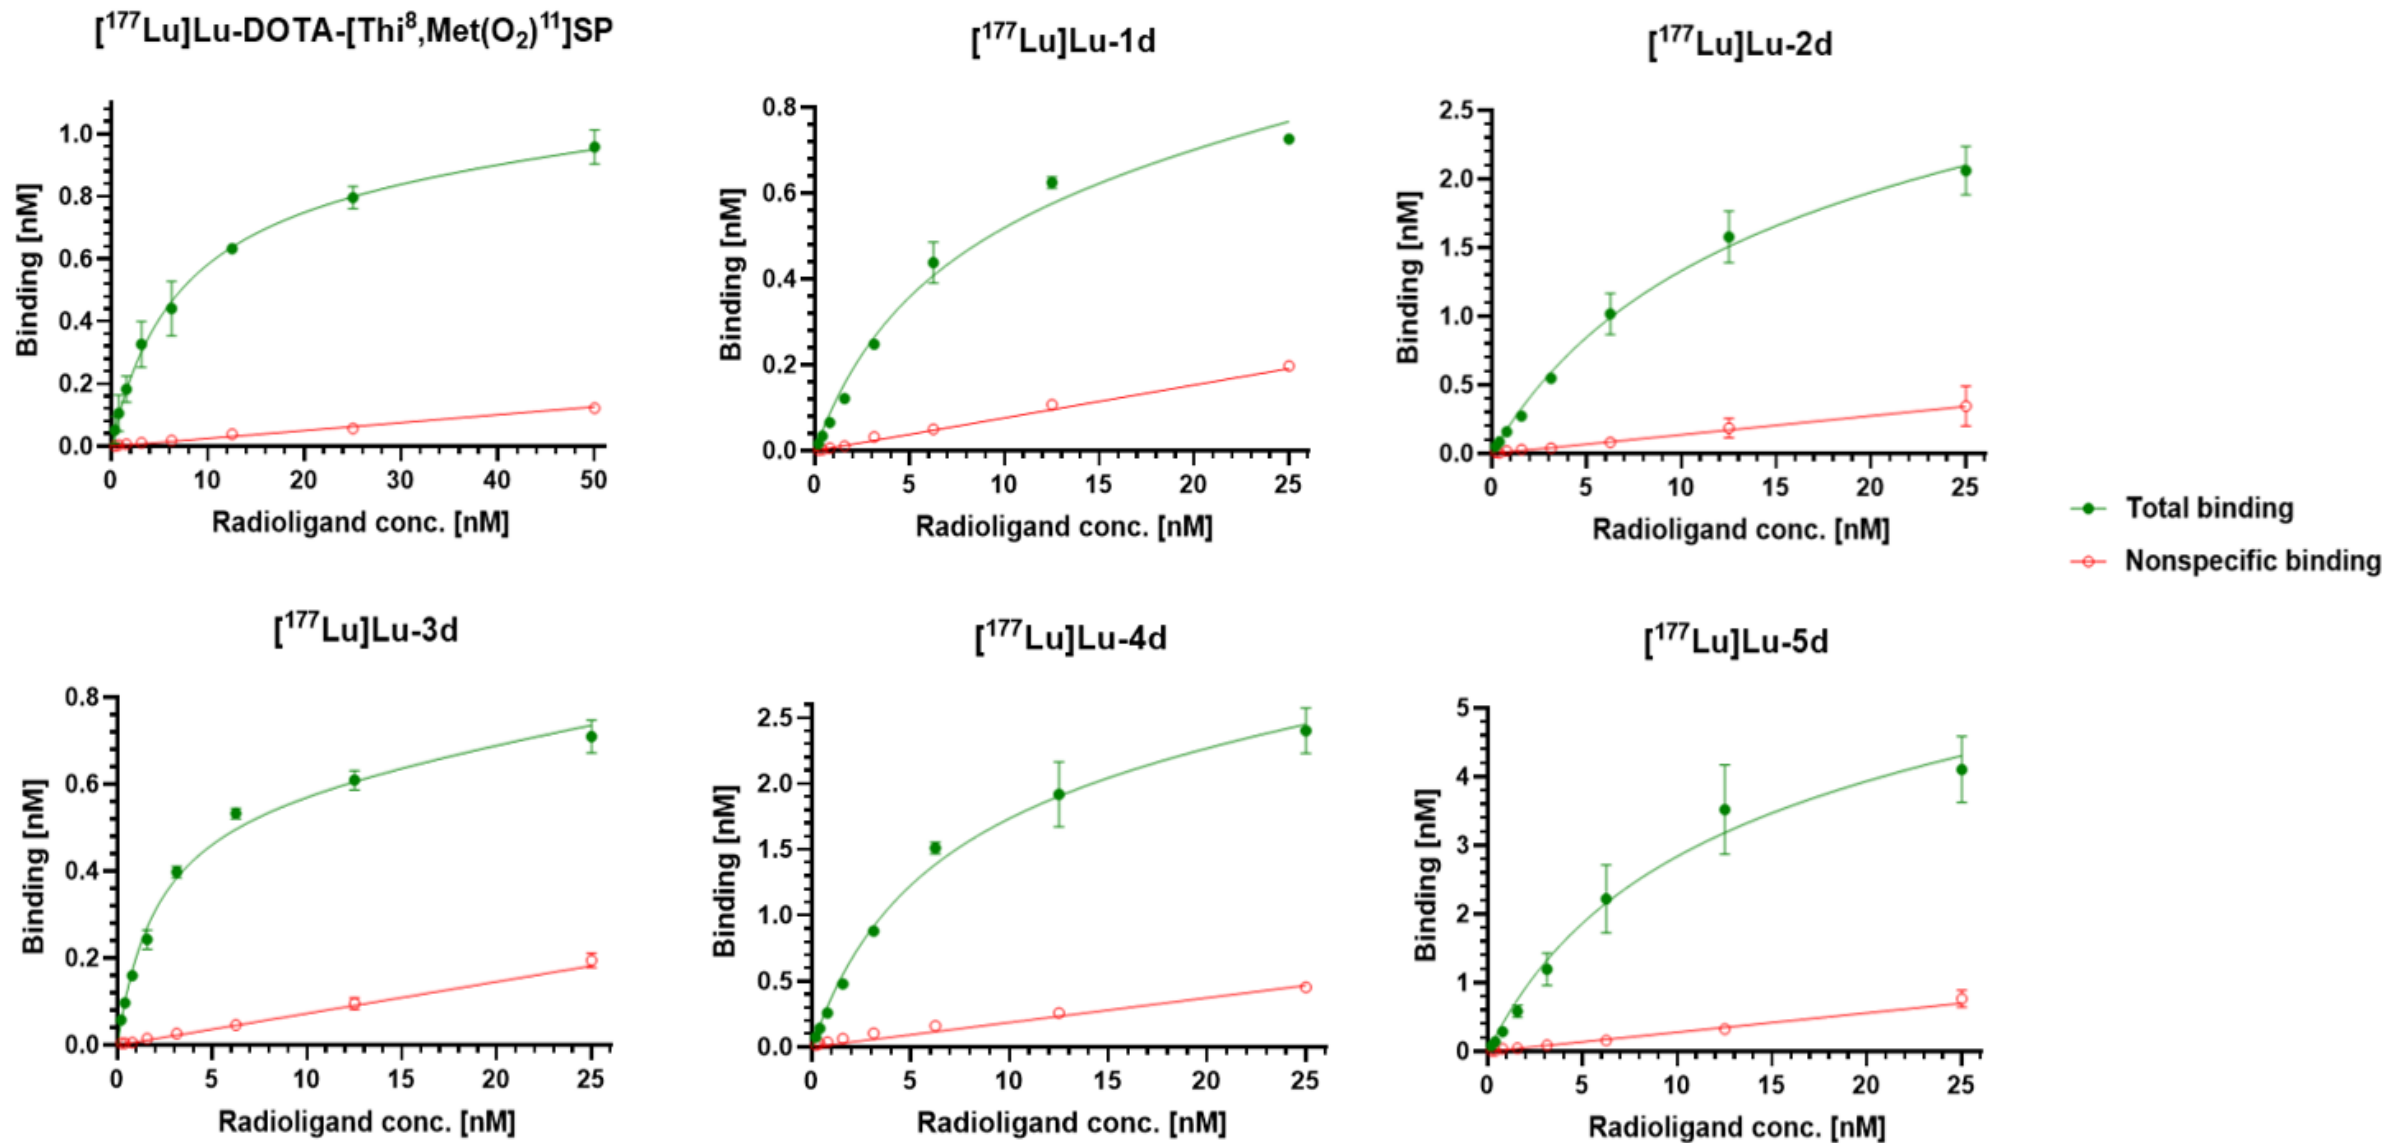 [¹⁷⁷Lu]Lu-DOTA-[Thi⁸,Met(O₂)¹¹]SP
Binding [nM]
1.0
0.8
0.6
0.4
0.2
0.0
0 10 20 30 40 50
Radioligand conc. [nM]
[¹⁷⁷Lu]Lu-1d
Binding [nM]
0.8
0.6
0.4
0.2
0.0
0 5 10 15 20 25
Radioligand conc. [nM]
[¹⁷⁷Lu]Lu-2d
Binding [nM]
2.5
2.0
1.5
1.0
0.5
0.0
0 5 10 15 20 25
Radioligand conc. [nM]
Total binding
Nonspecific binding
[¹⁷⁷Lu]Lu-3d
Binding [nM]
0.8
0.6
0.4
0.2
0.0
0 5 10 15 20 25
Radioligand conc. [nM]
[¹⁷⁷Lu]Lu-4d
Binding [nM]
2.5
2.0
1.5
1.0
0.5
0.0
0 5 10 15 20 25
Radioligand conc. [nM]
[¹⁷⁷Lu]Lu-5d
Binding [nM]
5
4
3
2
1
0
0 5 10 15 20 25
Radioligand conc. [nM]